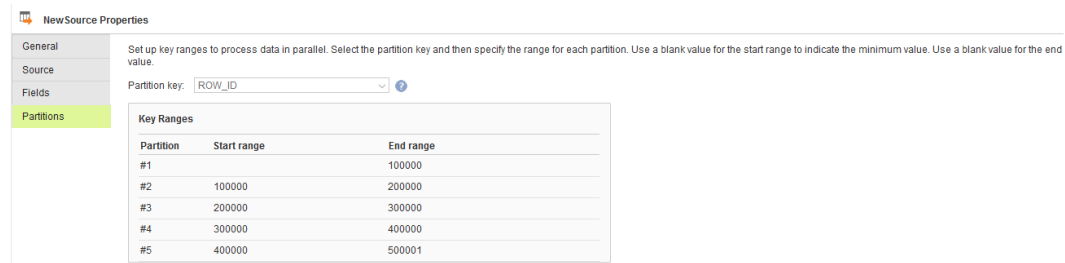 NewSource Properties
General
Source
Fields
Partitions
Set up key ranges to process data in parallel. Select the partition key and then specify the range for each partition. Use a blank value for the start range to indicate the minimum value. Use a blank value for the end
value.
Partition key: ROW_ID ?
Key Ranges
Partition Start range End range
#1 100000
#2 100000 200000
#3 200000 300000
#4 300000 400000
#5 400000 500001